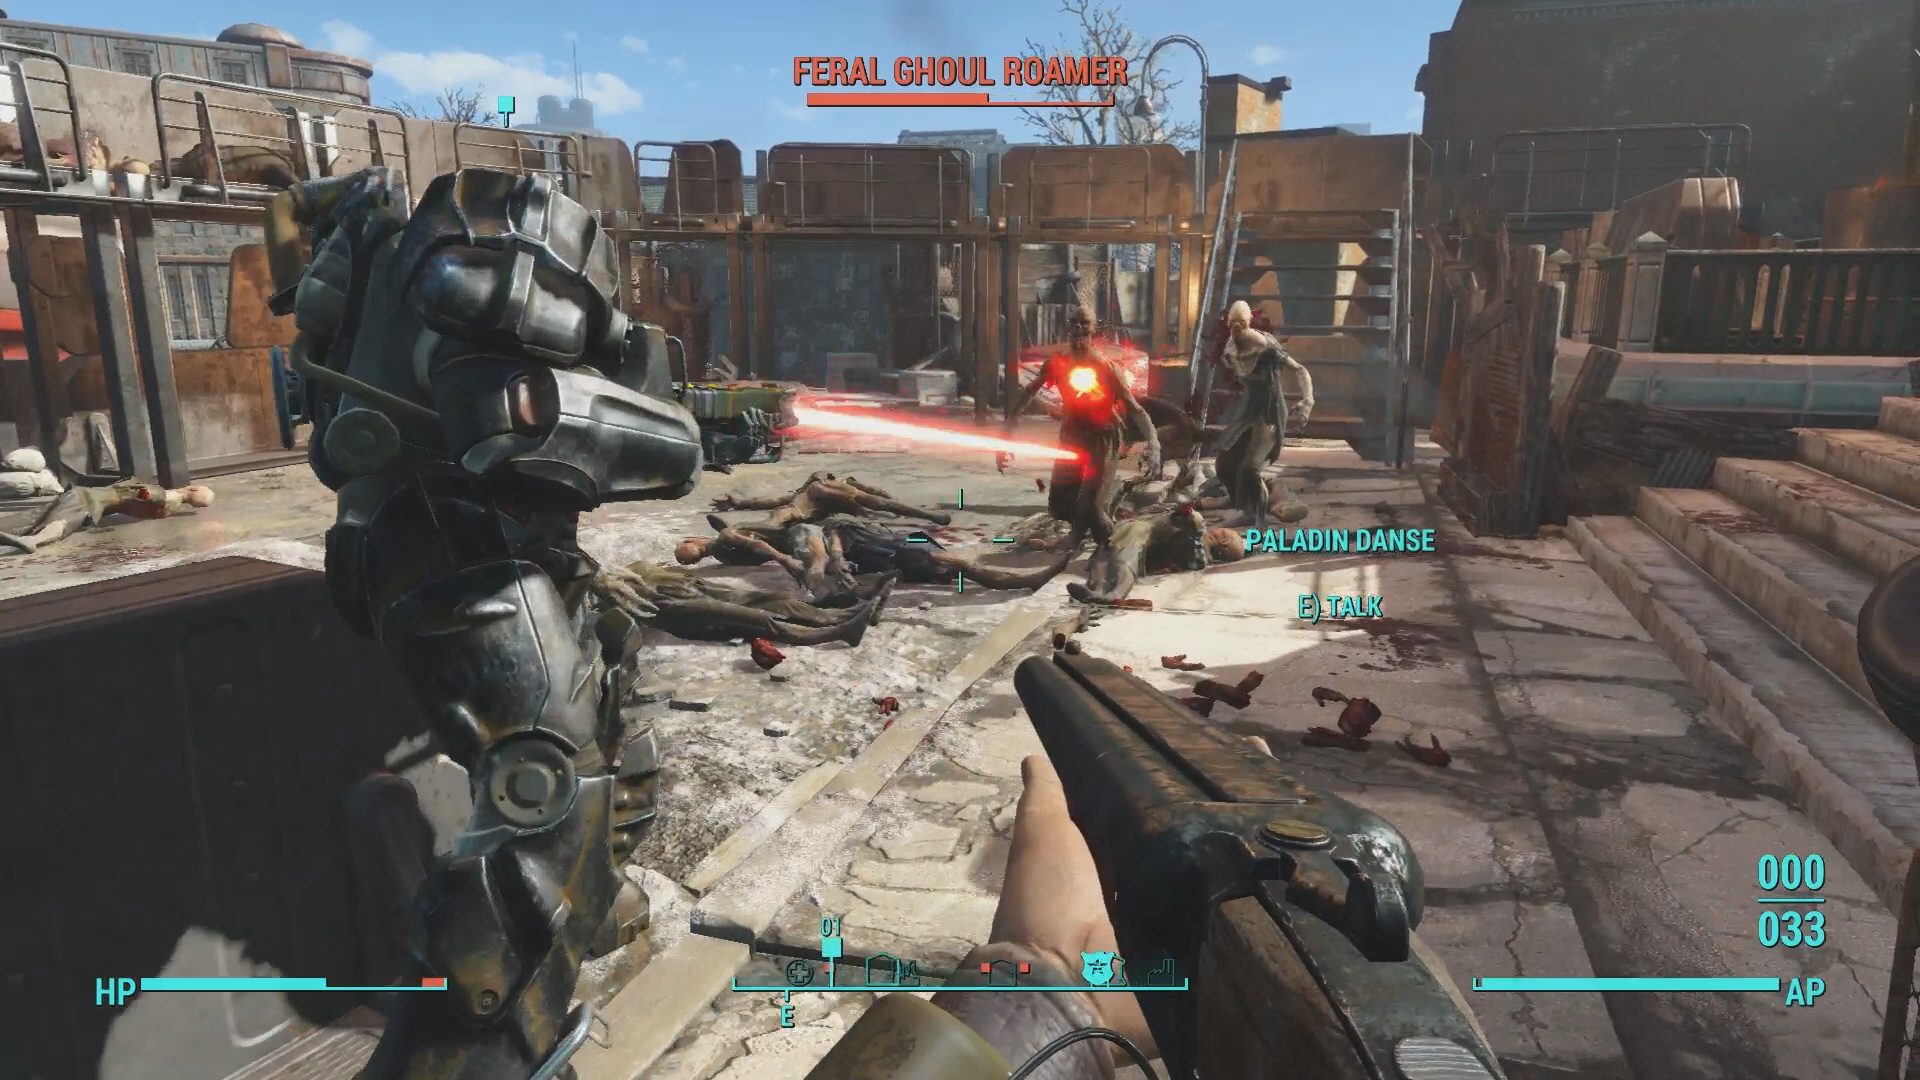 FERAL GHOUL ROAMER
PALADIN DANSE
E) TALK
000
033
01
HP
AP
E